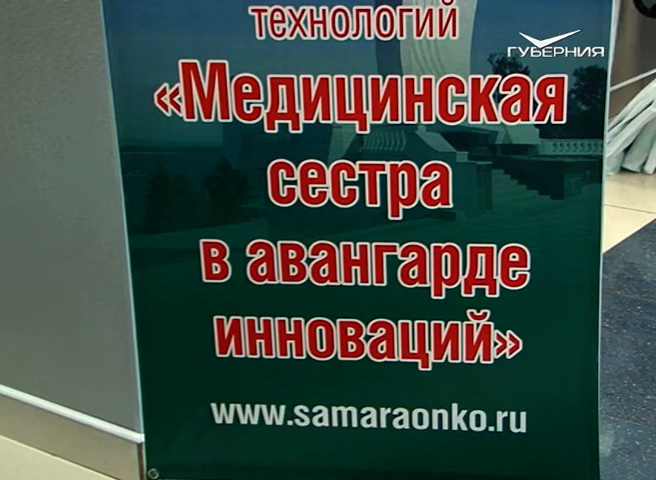 технологий
ГУБЕРНИЯ
«Медицинская
сестра
в авангарде
инноваций»
www.samaraonko.ru